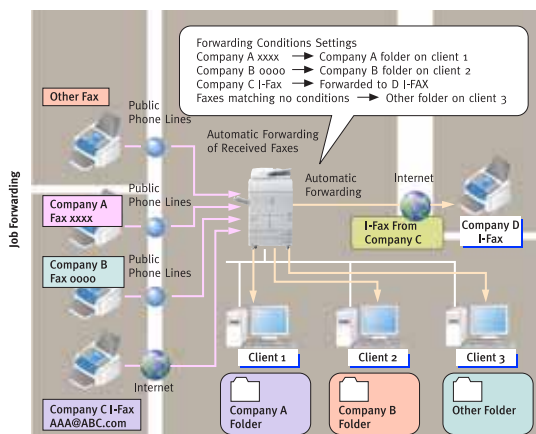 Job Forwarding
Forwarding Conditions Settings
Company A xxxx → Company A folder on client 1
Company B oooo → Company B folder on client 2
Company C I-Fax → Forwarded to D I-FAX
Faxes matching no conditions → Other folder on client 3
Other Fax
Public
Phone Lines
Automatic Forwarding
of Received Faxes
Automatic
Forwarding
Internet
Company A
Fax xxxx
Public
Phone Lines
I-Fax From
Company C
Company D
I-Fax
Company B
Fax oooo
Public
Phone Lines
Internet
Company C I-Fax
AAA@ABC.com
Client 1
Client 2
Client 3
Company A
Folder
Company B
Folder
Other Folder